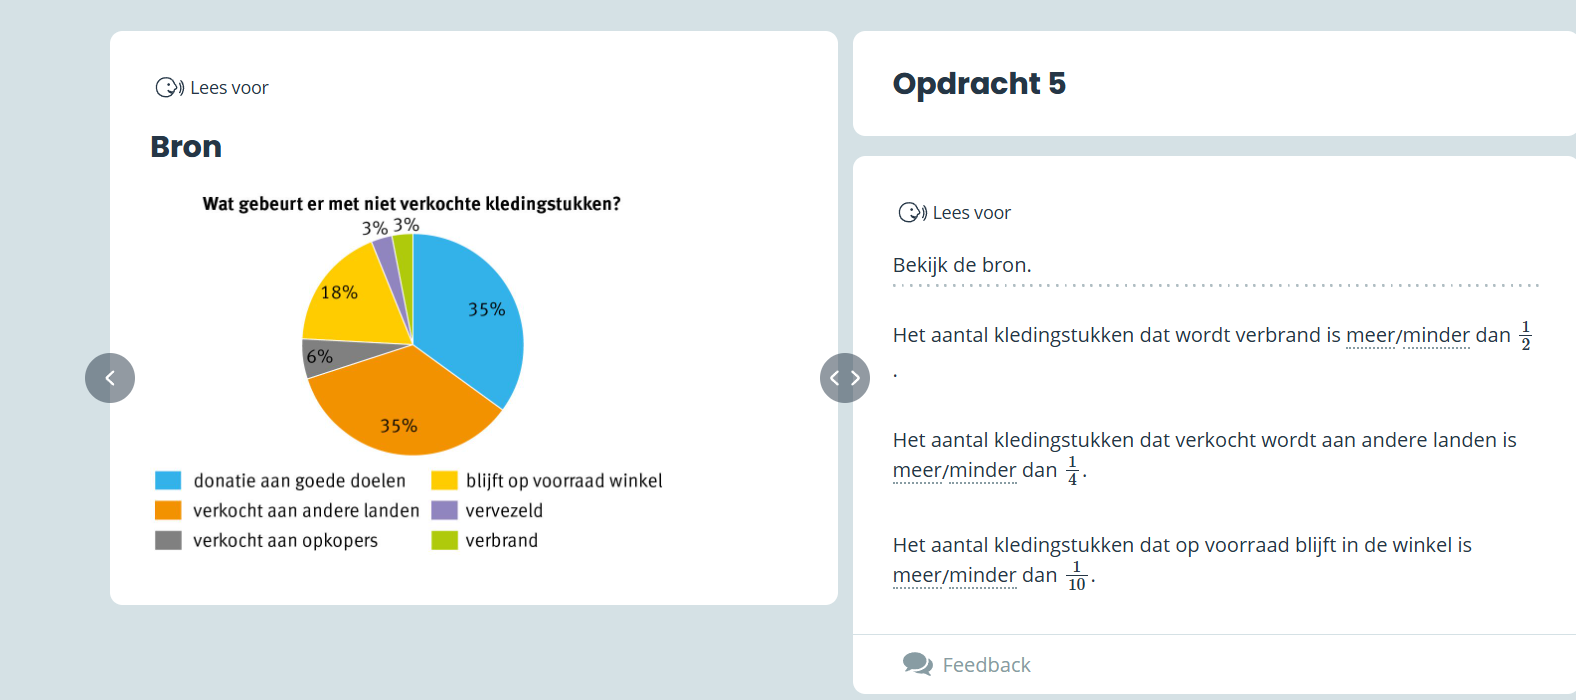 Lees voor
Bron
Wat gebeurt er met niet verkochte kledingstukken?
3% 3%
18%
35%
6%
35%
donatie aan goede doelen
blijft op voorraad winkel
verkocht aan andere landen
vervezeld
verkocht aan opkopers
verbrand
Opdracht 5
Lees voor
Bekijk de bron.
Het aantal kledingstukken dat wordt verbrand is meer/minder dan 1/2
.
Het aantal kledingstukken dat verkocht wordt aan andere landen is
meer/minder dan 1/4.
Het aantal kledingstukken dat op voorraad blijft in de winkel is
meer/minder dan 1/10.
Feedback